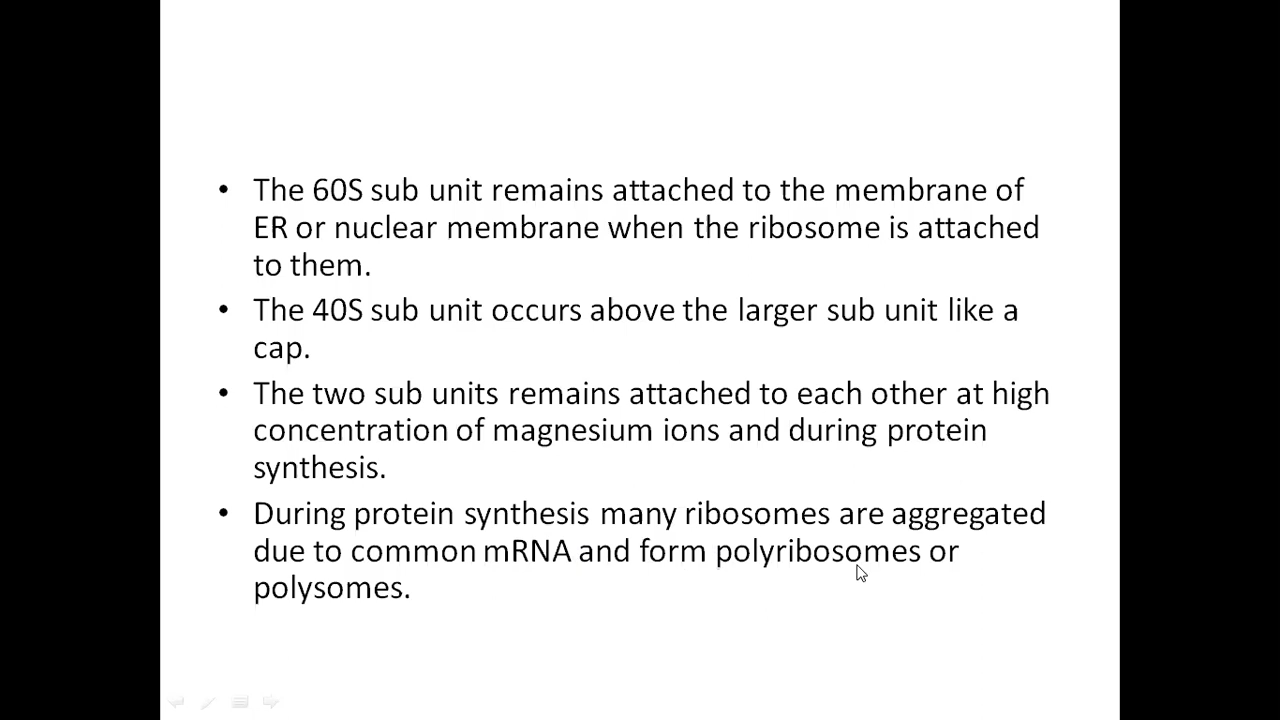 • The 60S sub unit remains attached to the membrane of
ER or nuclear membrane when the ribosome is attached
to them.
• The 40S sub unit occurs above the larger sub unit like a
cap.
• The two sub units remains attached to each other at high
concentration of magnesium ions and during protein
synthesis.
• During protein synthesis many ribosomes are aggregated
due to common mRNA and form polyribosomes or
polysomes.